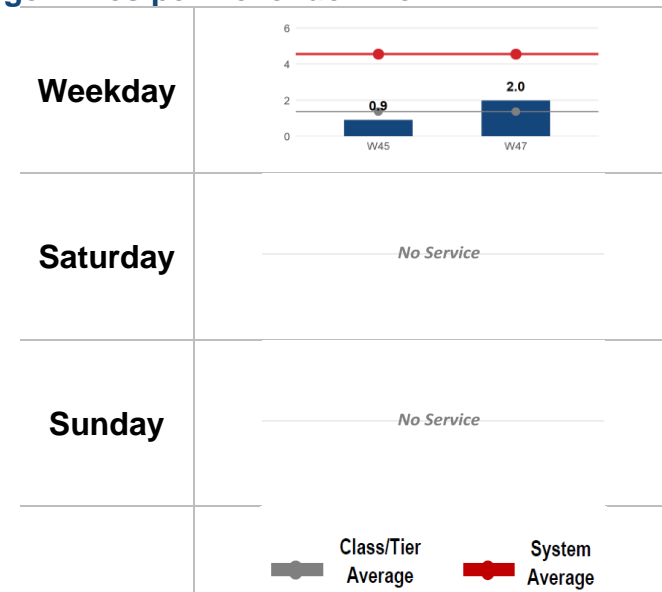 Weekday
6
4
2
0
0.9
2.0
W45
W47
Saturday
No Service
Sunday
No Service
Class/Tier
Average
System
Average